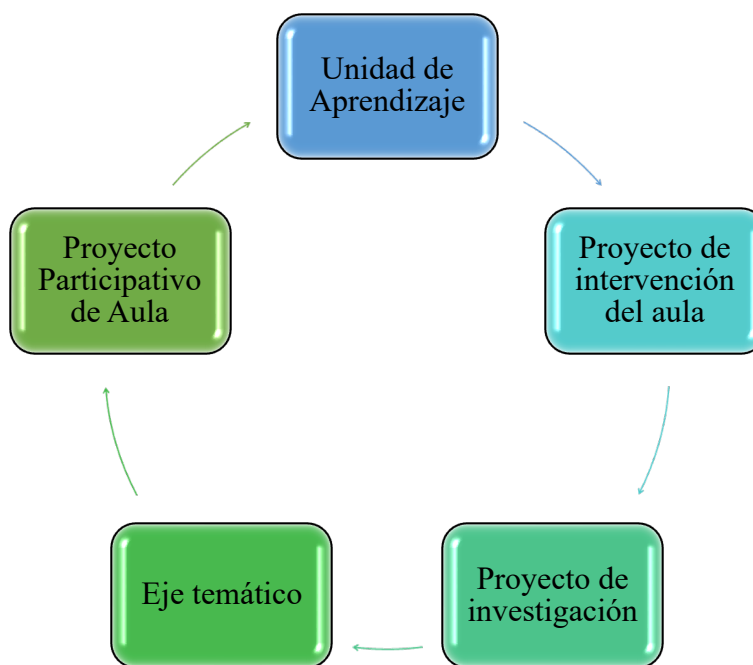 Unidad de
Aprendizaje
Proyecto de
intervención
del aula
Proyecto de
investigación
Eje temático
Proyecto
Participativo
de Aula